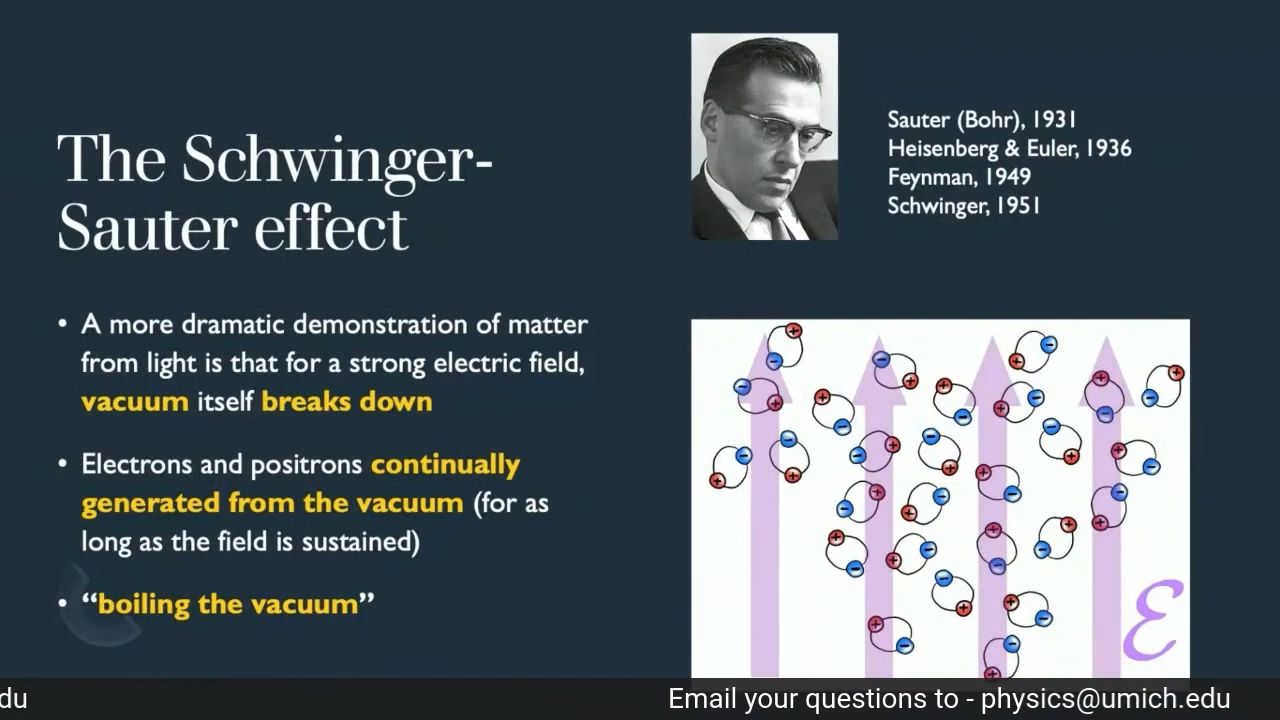 The Schwinger-
Sauter effect
• A more dramatic demonstration of matter
from light is that for a strong electric field,
vacuum itself breaks down
• Electrons and positrons continually
generated from the vacuum (for as
long as the field is sustained)
• “boiling the vacuum”
Sauter (Bohr), 1931
Heisenberg & Euler, 1936
Feynman, 1949
Schwinger, 1951
ℰ
du
Email your questions to - physics@umich.edu